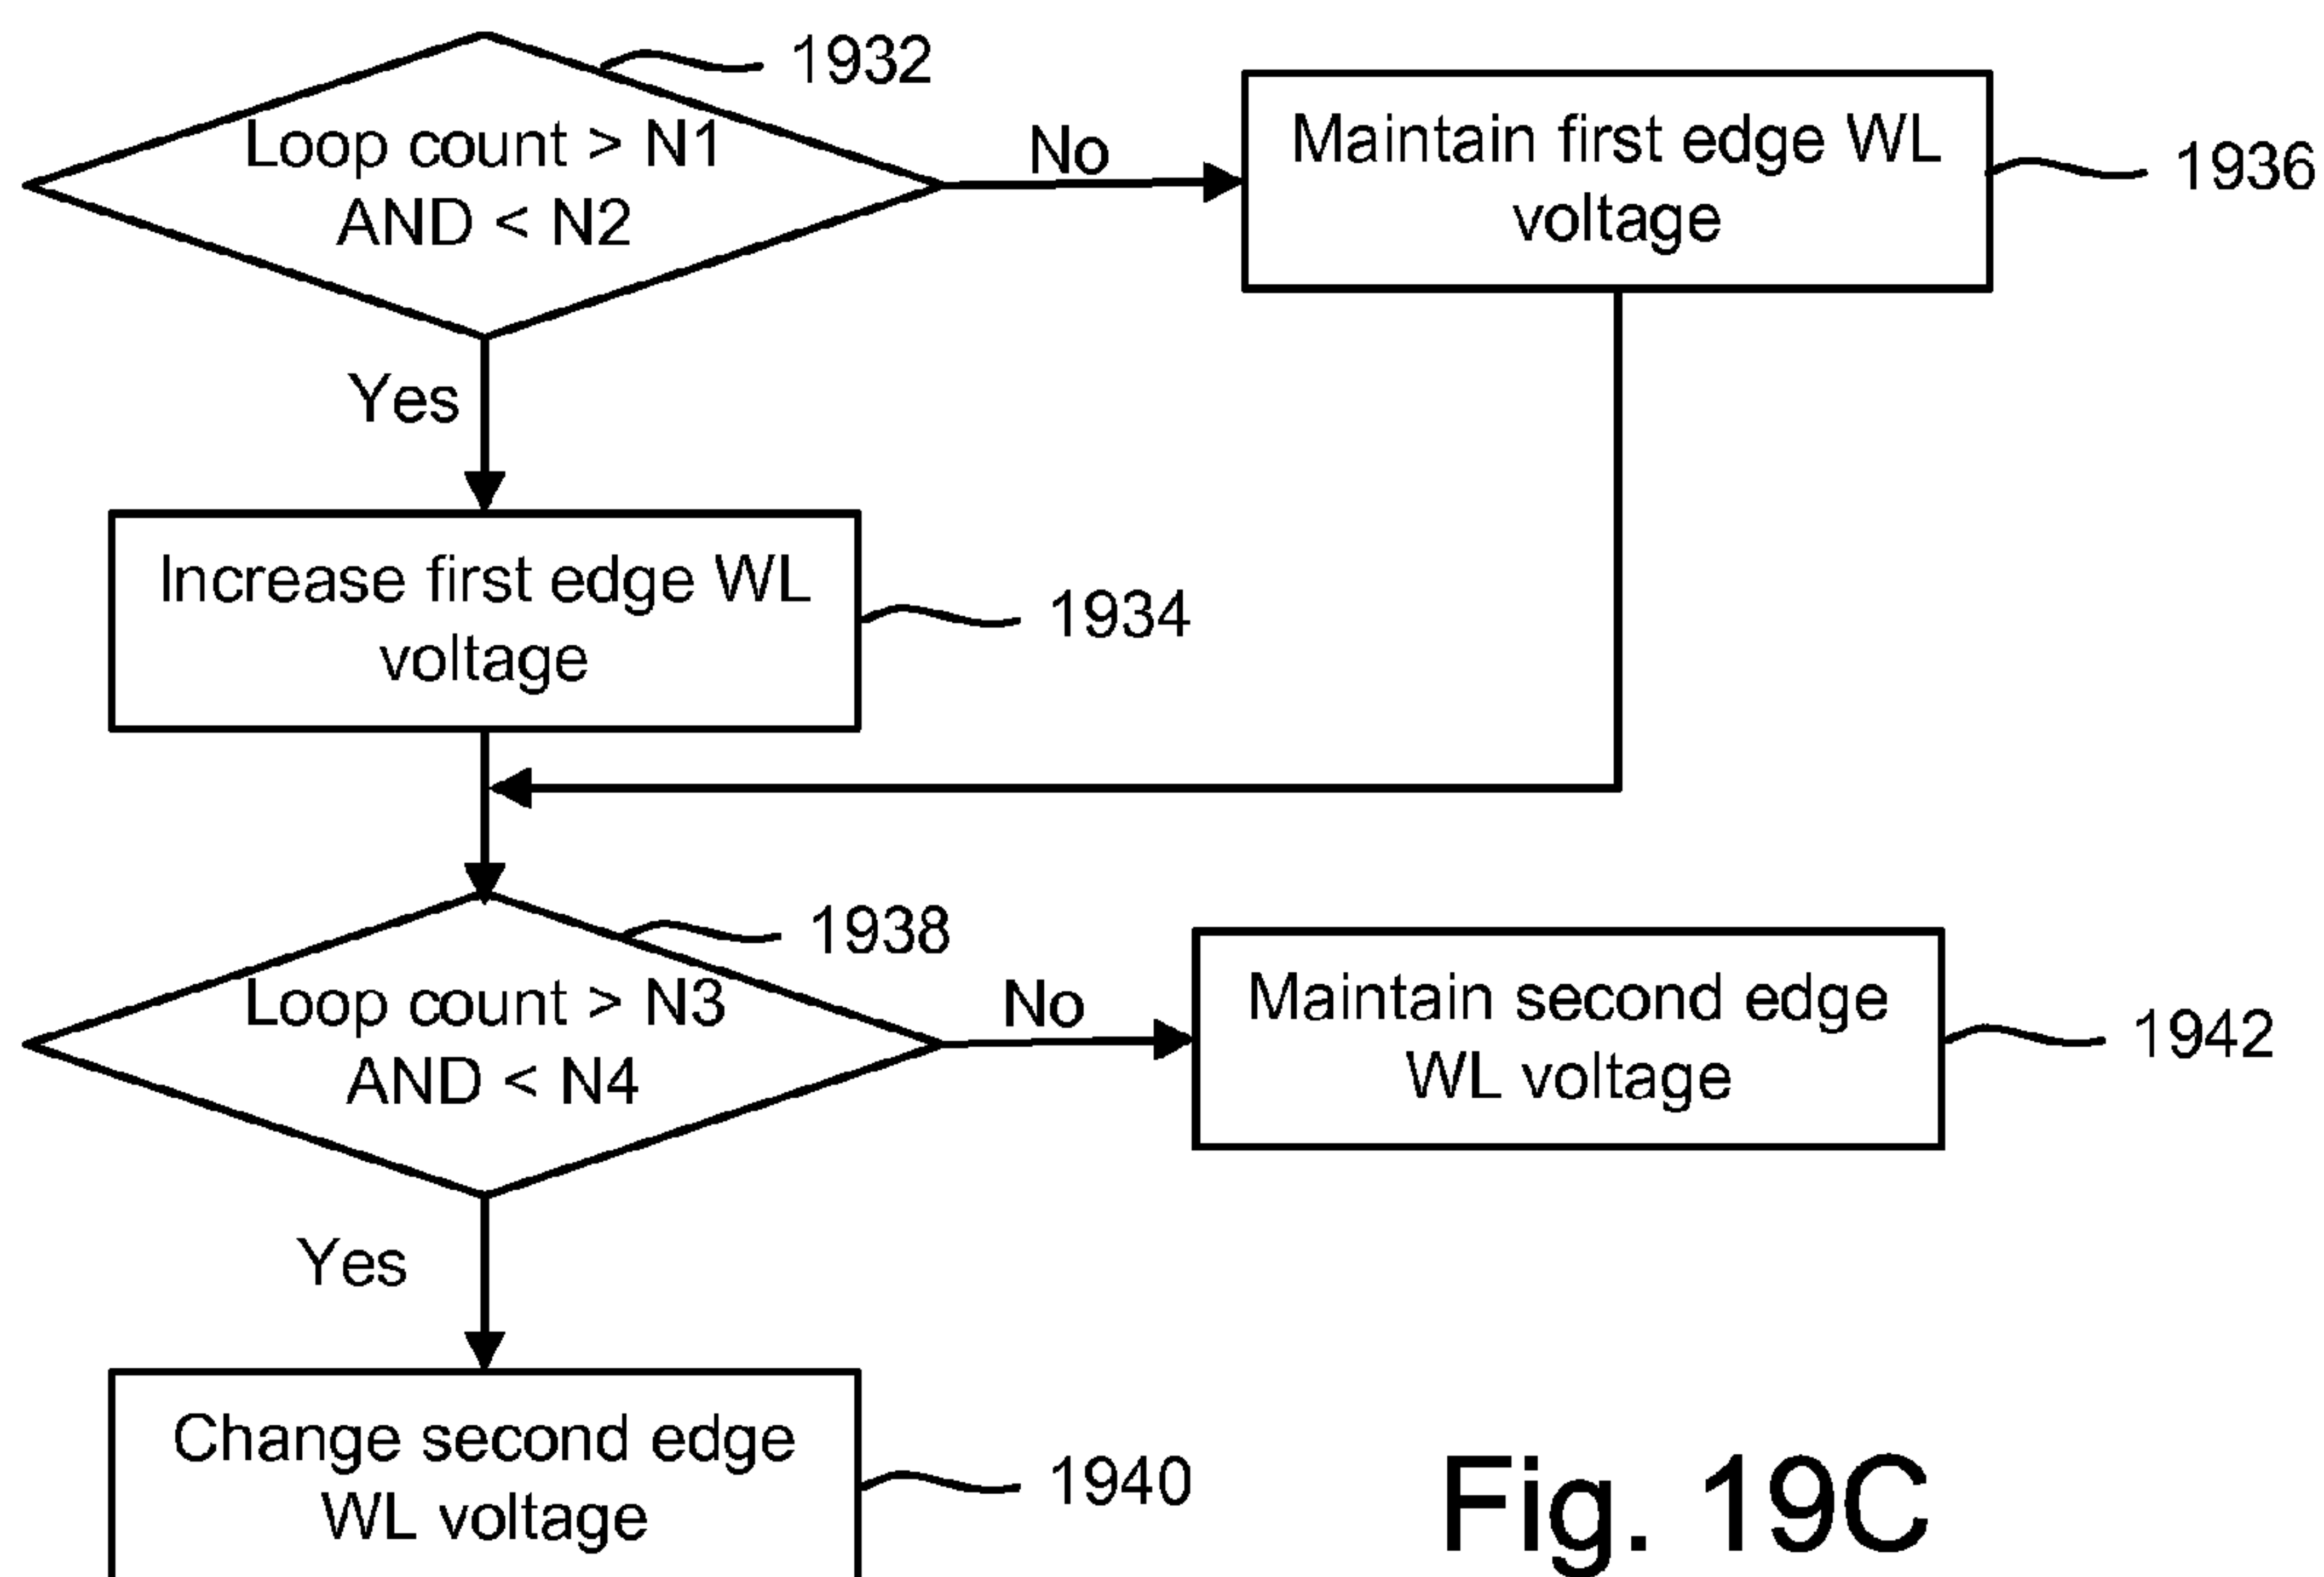 1932
Loop count > N1
AND < N2
No
Maintain first edge WL
voltage
1936
Yes
Increase first edge WL
voltage
1934
1938
Loop count > N3
AND < N4
No
Maintain second edge
WL voltage
1942
Yes
Change second edge
WL voltage
1940
Fig. 19C